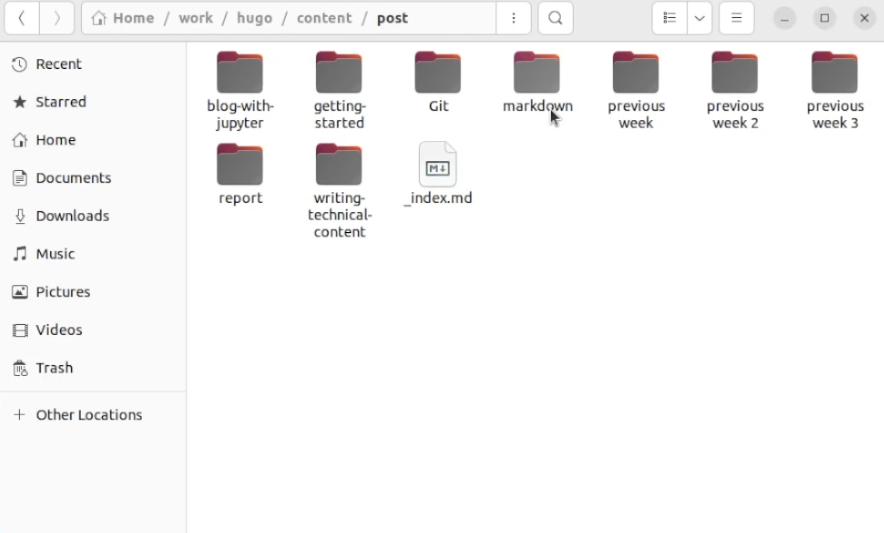 Home / work / hugo / content / post
Recent
Starred
Home
Documents
Downloads
Music
Pictures
Videos
Trash
Other Locations
blog-with-
jupyter
getting-
started
Git
markdown
previous
week
previous
week 2
previous
week 3
report
writing-
technical-
content
_index.md